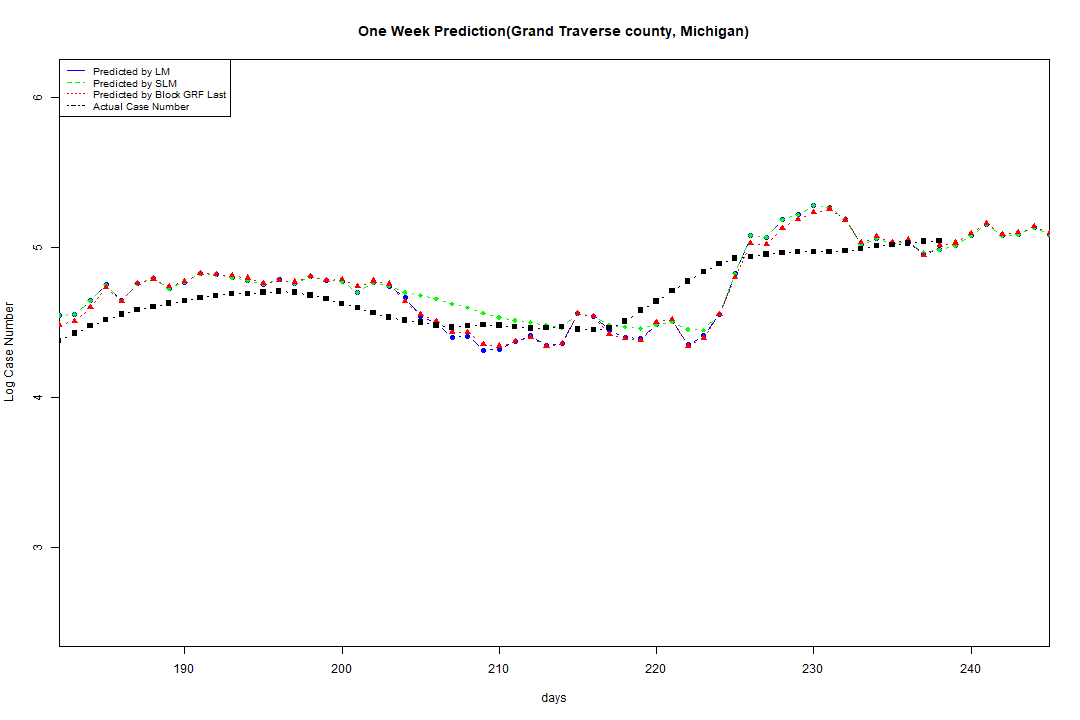 One Week Prediction(Grand Traverse county, Michigan)
Predicted by LM
Predicted by SLM
Predicted by Block GRF Last
Actual Case Number
6
5
4
3
Log Case Number
190 200 210 220 230 240
days